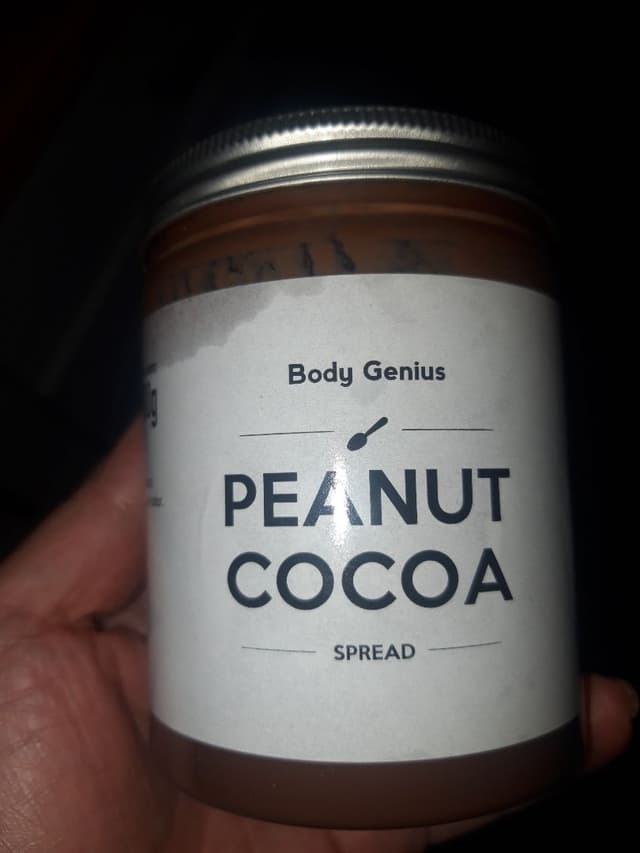 Body Genius
PEANUT
COCOA
SPREAD